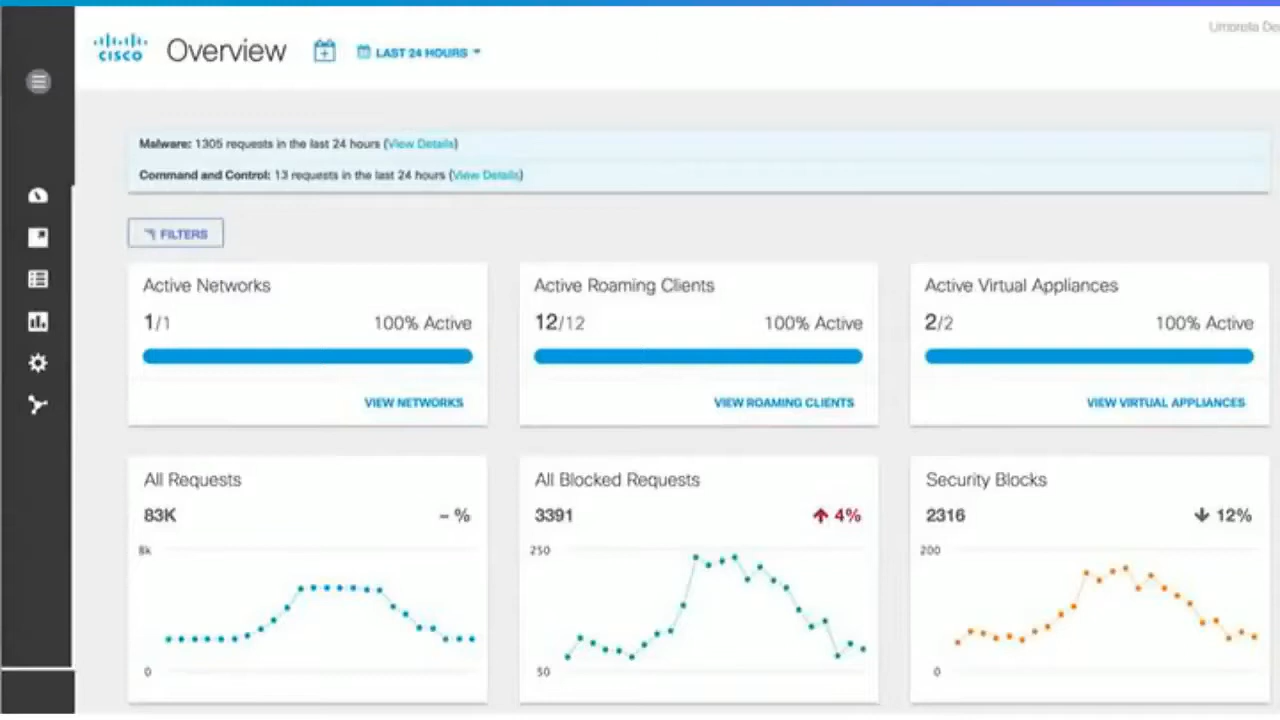 Umbrella
CISCO
Overview
LAST 24 HOURS
Malware: 1305 requests in the last 24 hours (View Details)
Command and Control: 13 requests in the last 24 hours (View Details)
FILTERS
Active Networks
1/1 100% Active
VIEW NETWORKS
Active Roaming Clients
12/12 100% Active
VIEW ROAMING CLIENTS
Active Virtual Appliances
2/2 100% Active
VIEW VIRTUAL APPLIANCES
All Requests
83K – %
8k
0
All Blocked Requests
3391 4%
250
50
Security Blocks
2316 12%
200
0